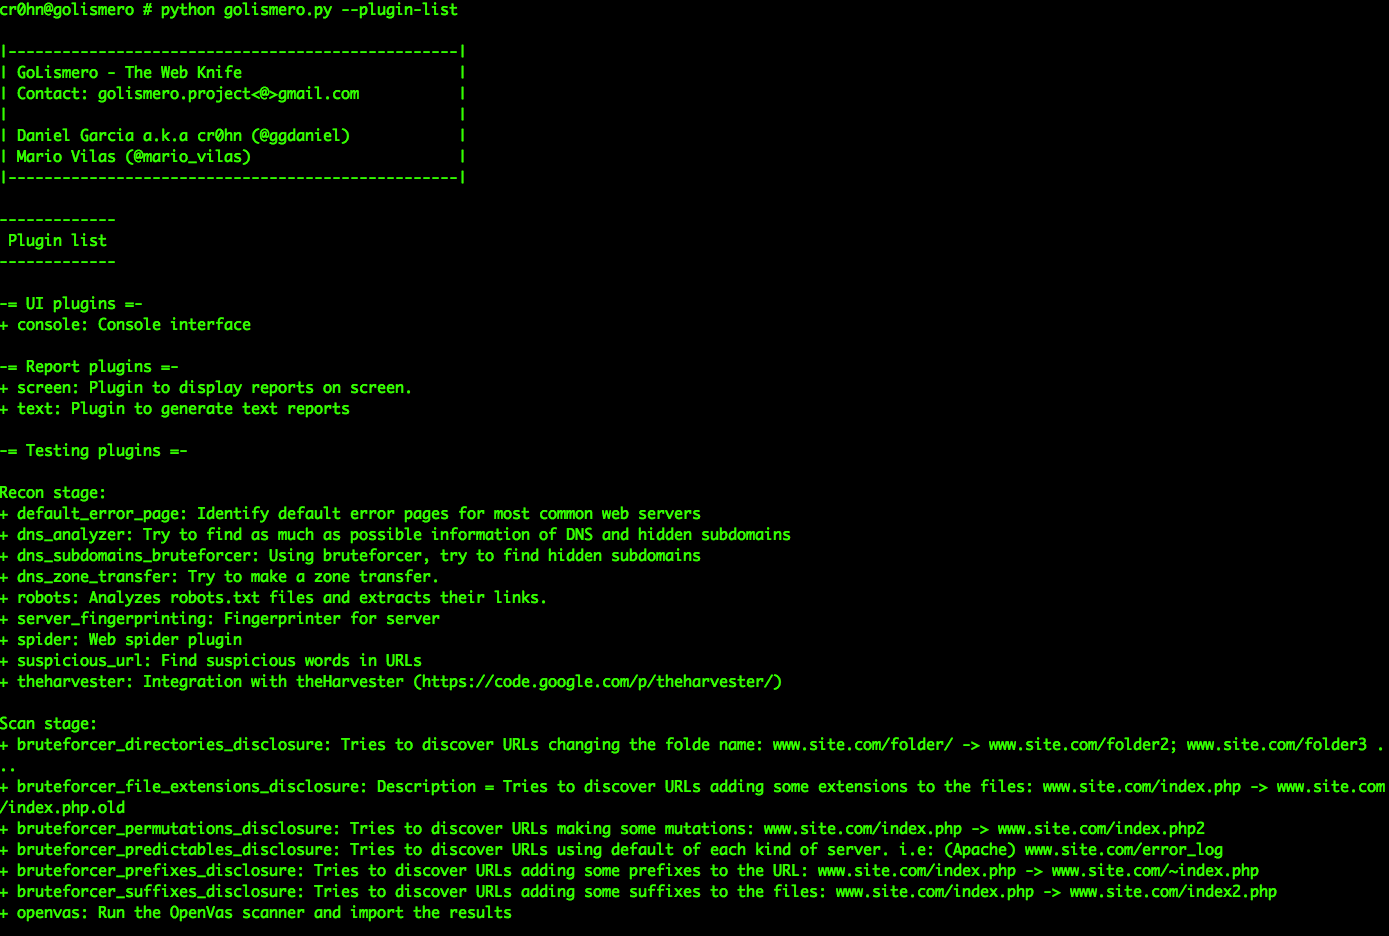 cr0hn@golismero # python golismero.py --plugin-list
|--------------------------------------------------|
| GoLismero - The Web Knife                        |
| Contact: golismero.project<@>gmail.com           |
|                                                  |
| Daniel Garcia a.k.a cr0hn (@ggdaniel)            |
| Mario Vilas (@mario_vilas)                       |
|--------------------------------------------------|
-------------
 Plugin list
-------------
-= UI plugins =-
+ console: Console interface
-= Report plugins =-
+ screen: Plugin to display reports on screen.
+ text: Plugin to generate text reports
-= Testing plugins =-
Recon stage:
+ default_error_page: Identify default error pages for most common web servers
+ dns_analyzer: Try to find as much as possible information of DNS and hidden subdomains
+ dns_subdomains_bruteforcer: Using bruteforcer, try to find hidden subdomains
+ dns_zone_transfer: Try to make a zone transfer.
+ robots: Analyzes robots.txt files and extracts their links.
+ server_fingerprinting: Fingerprinter for server
+ spider: Web spider plugin
+ suspicious_url: Find suspicious words in URLs
+ theharvester: Integration with theHarvester (https://code.google.com/p/theharvester/)
Scan stage:
+ bruteforcer_directories_disclosure: Tries to discover URLs changing the folde name: www.site.com/folder/ -> www.site.com/folder2; www.site.com/folder3 .
..
+ bruteforcer_file_extensions_disclosure: Description = Tries to discover URLs adding some extensions to the files: www.site.com/index.php -> www.site.com
/index.php.old
+ bruteforcer_permutations_disclosure: Tries to discover URLs making some mutations: www.site.com/index.php -> www.site.com/index.php2
+ bruteforcer_predictables_disclosure: Tries to discover URLs using default of each kind of server. i.e: (Apache) www.site.com/error_log
+ bruteforcer_prefixes_disclosure: Tries to discover URLs adding some prefixes to the URL: www.site.com/index.php -> www.site.com/~index.php
+ bruteforcer_suffixes_disclosure: Tries to discover URLs adding some suffixes to the files: www.site.com/index.php -> www.site.com/index2.php
+ openvas: Run the OpenVas scanner and import the results